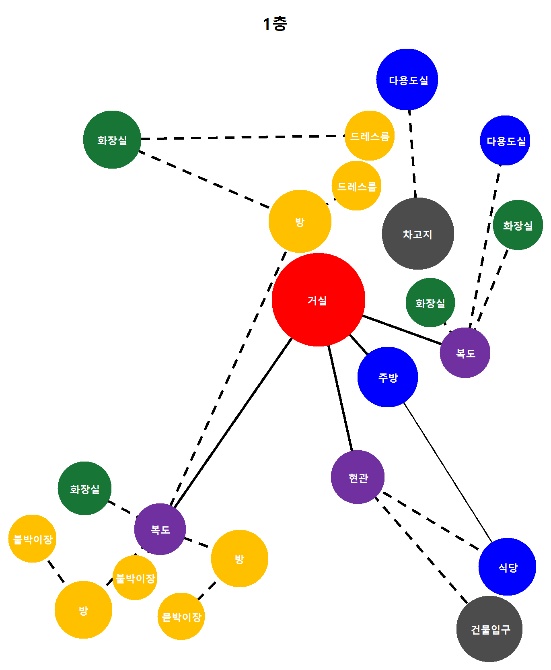 1층
다용도실
화장실
드레스룸
다용도실
드레스룸
방
화장실
차고지
거실
화장실
복도
주방
현관
화장실
복도
붙박이장
방
식당
붙박이장
방
붙박이장
건물입구